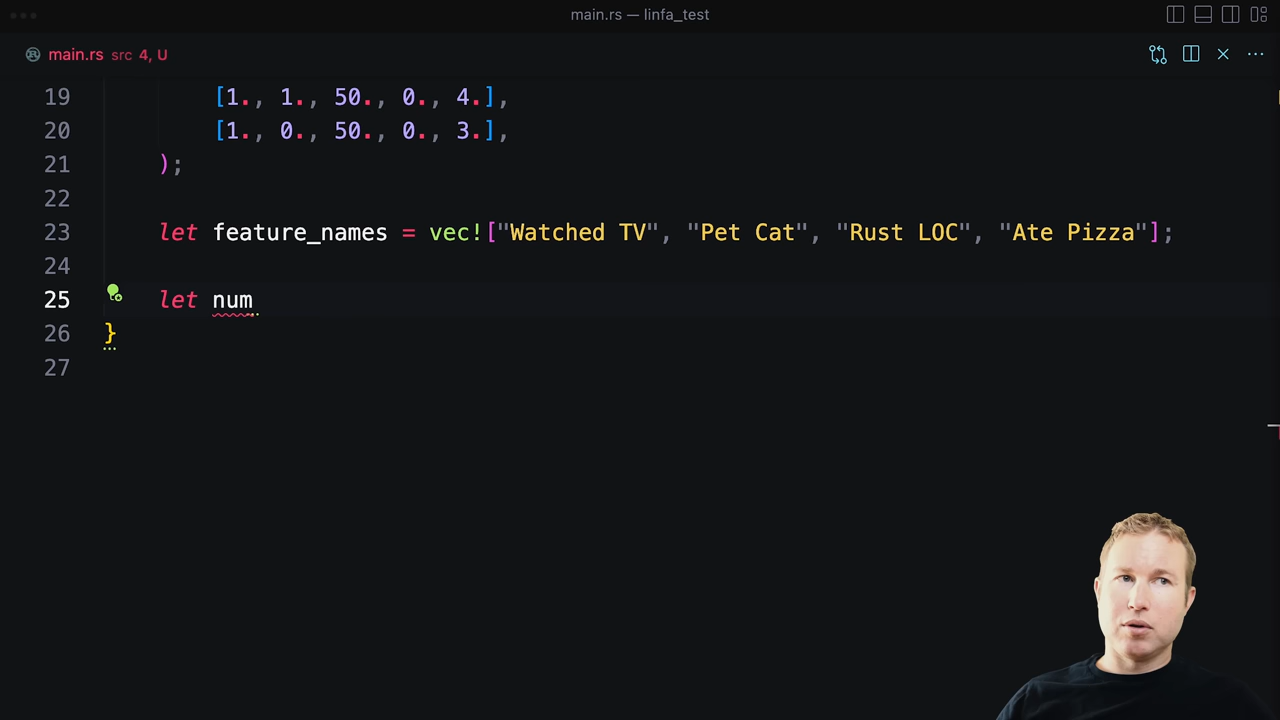 main.rs — linfa_test
main.rs src 4, U
19 [1., 1., 50., 0., 4.],
20 [1., 0., 50., 0., 3.],
21 );
22
23 let feature_names = vec!["Watched TV", "Pet Cat", "Rust LOC", "Ate Pizza"];
24
25 let num
26 }
27